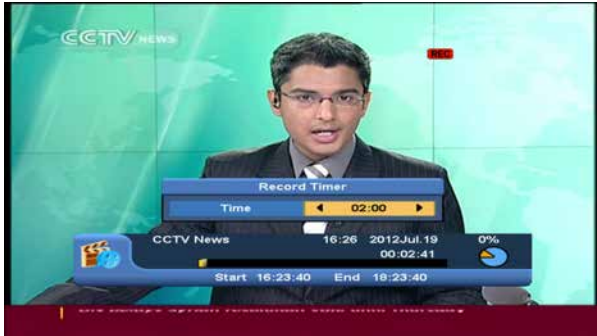 CCTV NEWS
REC
Record Timer
Time 02:00
CCTV News 16:26 2012Jul.19 0%
00:02:41
Start 16:23:40 End 18:23:40